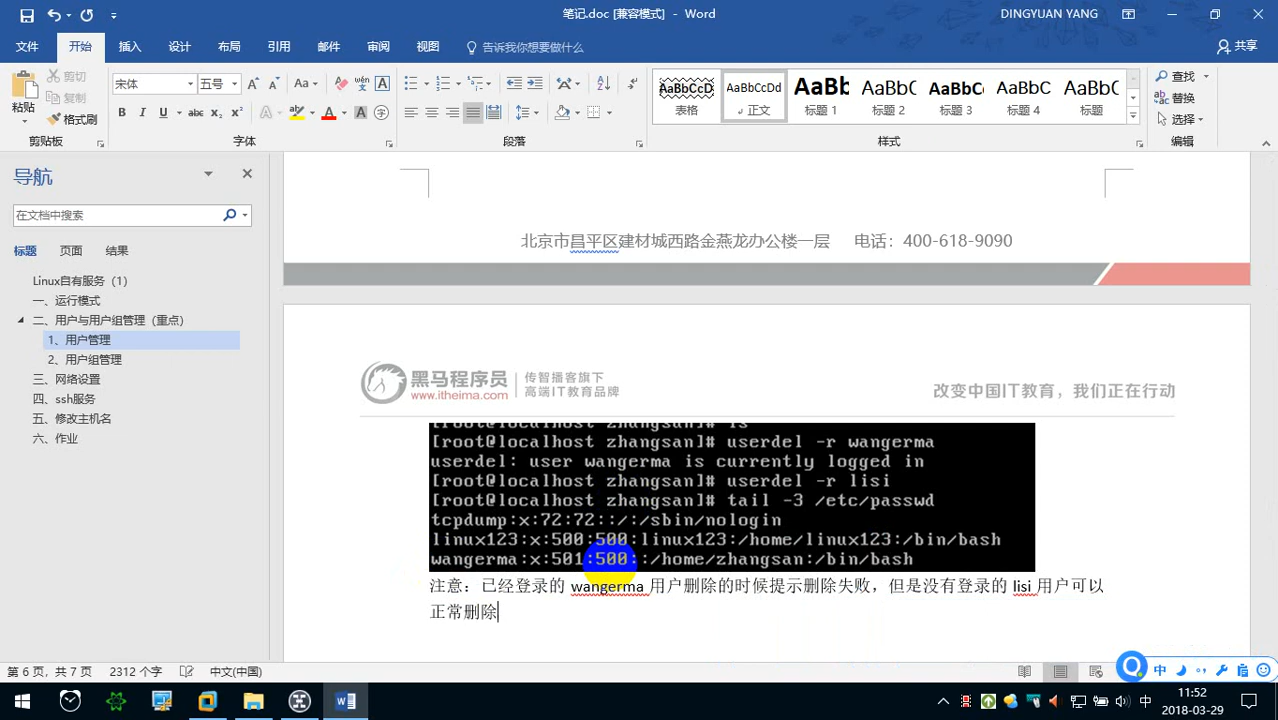 笔记.doc [兼容模式] - Word
DINGYUAN YANG
文件 开始 插入 设计 布局 引用 邮件 审阅 视图 告诉我你想要做什么 共享
剪切
复制
粘贴
格式刷
剪贴板
宋体 五号
字体
段落
AaBbCcD 表格
AaBbCcDd 正文
AaBb 标题 1
AaBbC 标题 2
AaBbC 标题 3
AaBbC 标题 4
AaBbC 标题
样式
查找
替换
选择
编辑
导航
在文档中搜索
标题 页面 结果
Linux自有服务（1）
一、运行模式
二、用户与用户组管理（重点）
1、用户管理
2、用户组管理
三、网络设置
四、ssh服务
五、修改主机名
六、作业
北京市昌平区建材城西路金燕龙办公楼一层 电话：400-618-9090
黑马程序员
www.itheima.com
传智播客旗下
高端IT教育品牌
改变中国IT教育，我们正在行动
[root@localhost zhangsan]# ls
[root@localhost zhangsan]# userdel -r wangerma
userdel: user wangerma is currently logged in
[root@localhost zhangsan]# userdel -r lisi
[root@localhost zhangsan]# tail -3 /etc/passwd
tcpdump:x:72:72::/:/sbin/nologin
linux123:x:500:500:linux123:/home/linux123:/bin/bash
wangerma:x:501:500::/home/zhangsan:/bin/bash
注意：已经登录的 wangerma 用户删除的时候提示删除失败，但是没有登录的 lisi 用户可以
正常删除
第 6 页，共 7 页 2312 个字 中文(中国)
中
中
11:52
2018-03-29